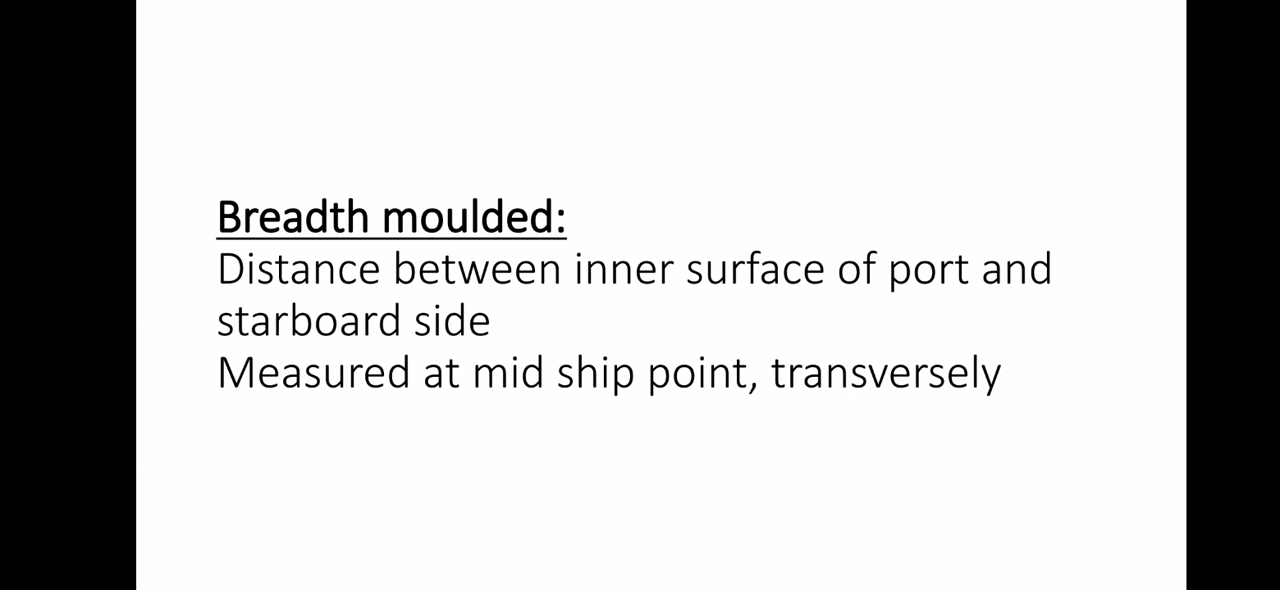 Breadth moulded:
Distance between inner surface of port and
starboard side
Measured at mid ship point, transversely